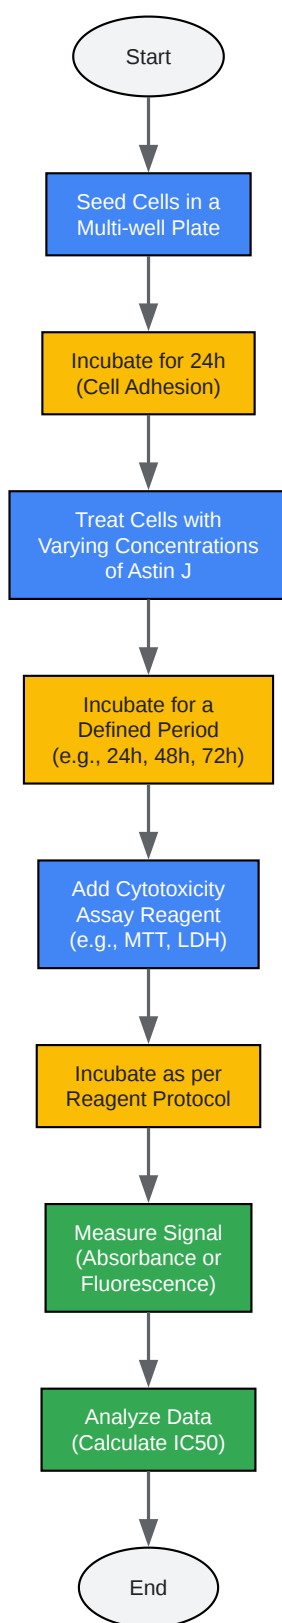 Start
Seed Cells in a
Multi-well Plate
Incubate for 24h
(Cell Adhesion)
Treat Cells with
Varying Concentrations
of Astin J
Incubate for a
Defined Period
(e.g., 24h, 48h, 72h)
Add Cytotoxicity
Assay Reagent
(e.g., MTT, LDH)
Incubate as per
Reagent Protocol
Measure Signal
(Absorbance or
Fluorescence)
Analyze Data
(Calculate IC50)
End